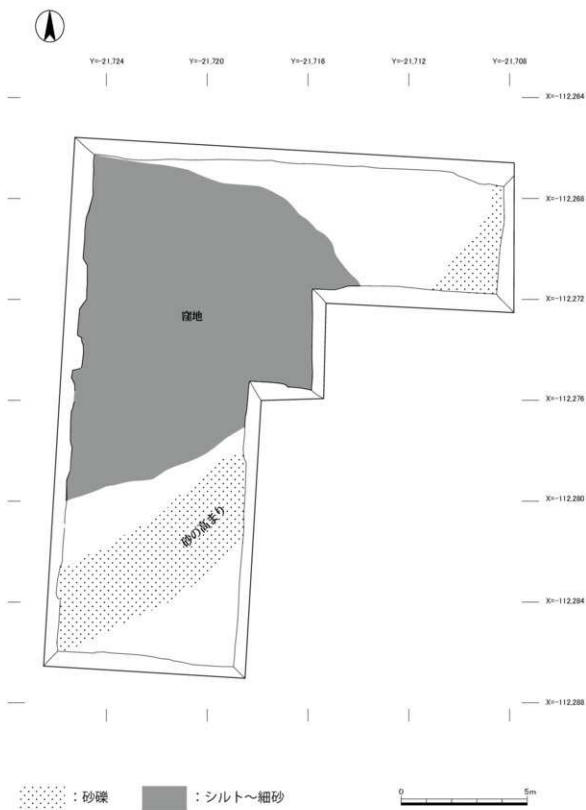 Y=-21,724 Y=-21,720 Y=-21,716 Y=-21,712 Y=-21,708
X=-112,264
X=-112,268
X=-112,272
窪地
X=-112,276
X=-112,280
砂の高まり
X=-112,284
X=-112,288
：砂礫 ：シルト～細砂
0 5m